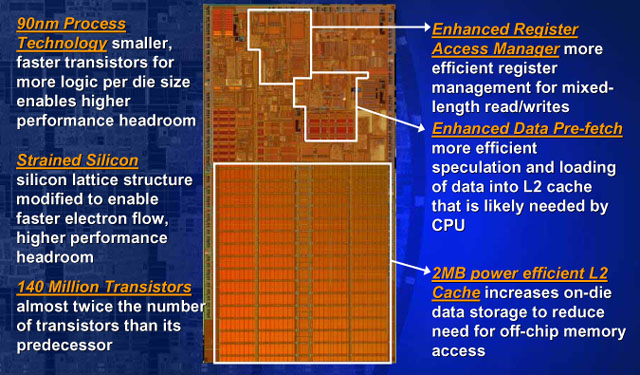 90nm Process
Technology smaller,
faster transistors for
more logic per die size
enables higher
performance headroom
Strained Silicon
silicon lattice structure
modified to enable
faster electron flow,
higher performance
headroom
140 Million Transistors
almost twice the number
of transistors than its
predecessor
Enhanced Register
Access Manager more
efficient register
management for mixed-
length read/writes
Enhanced Data Pre-fetch
more efficient
speculation and loading
of data into L2 cache
that is likely needed by
CPU
2MB power efficient L2
Cache increases on-die
data storage to reduce
need for off-chip memory
access